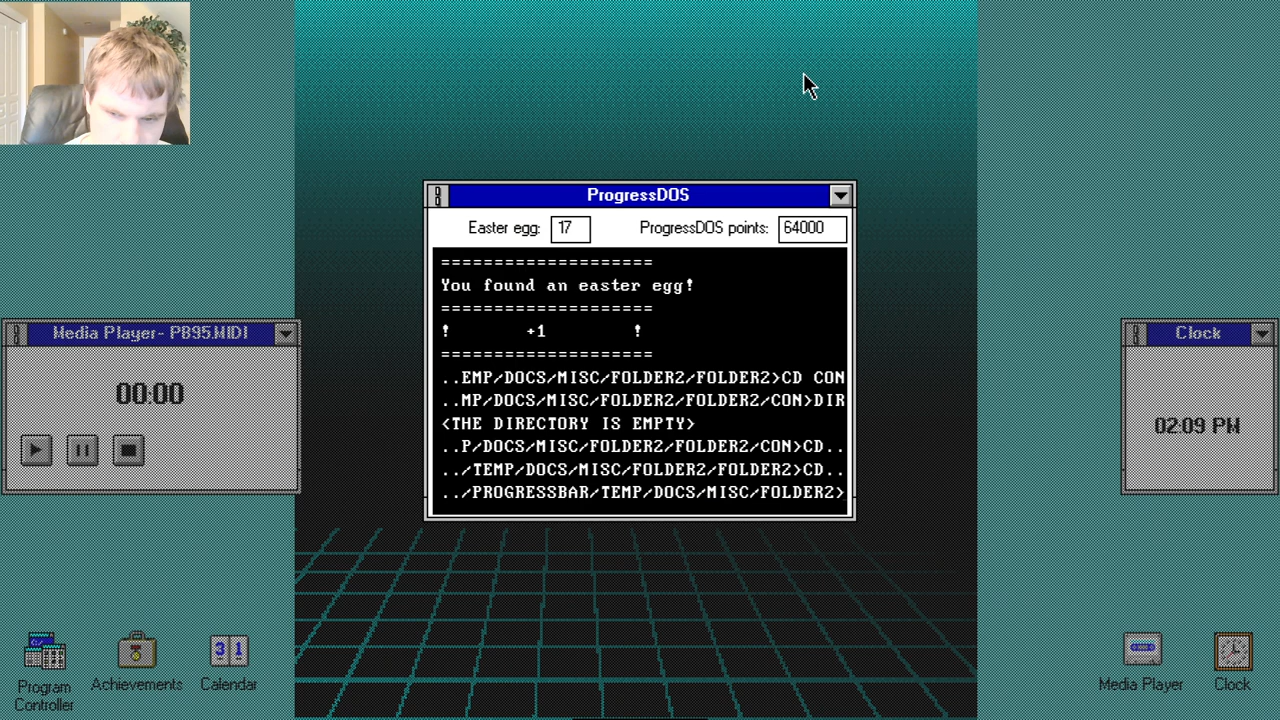 ProgressDOS
Easter egg: 17 ProgressDOS points: 64000
====================
You found an easter egg!
====================
! +1 !
====================
..EMP/DOCS/MISC/FOLDER2/FOLDER2>CD CON
..MP/DOCS/MISC/FOLDER2/FOLDER2/CON>DIR
<THE DIRECTORY IS EMPTY>
..P/DOCS/MISC/FOLDER2/FOLDER2/CON>CD..
../TEMP/DOCS/MISC/FOLDER2/FOLDER2>CD..
../PROGRESSBAR/TEMP/DOCS/MISC/FOLDER2>
Media Player- PB95.MIDI
00:00
Clock
02:09 PM
Program
Controller
Achievements
31
Calendar
Media Player
Clock